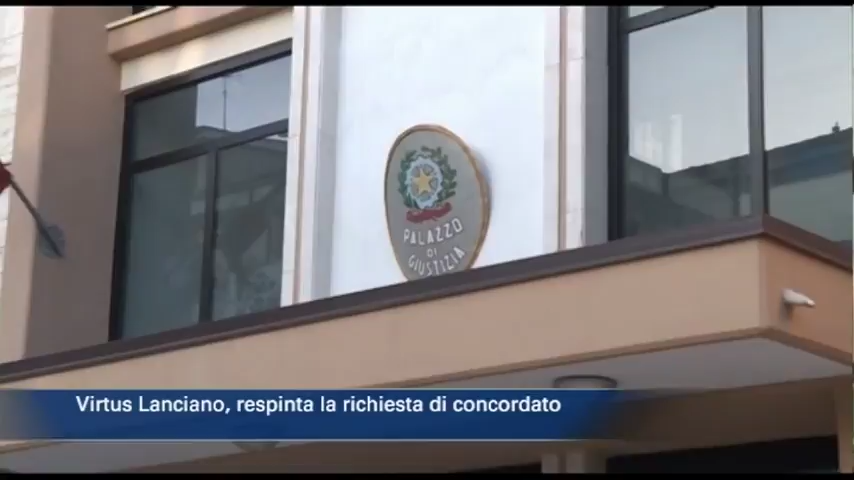 PALAZZO
DI
GIUSTIZIA
Virtus Lanciano, respinta la richiesta di concordato